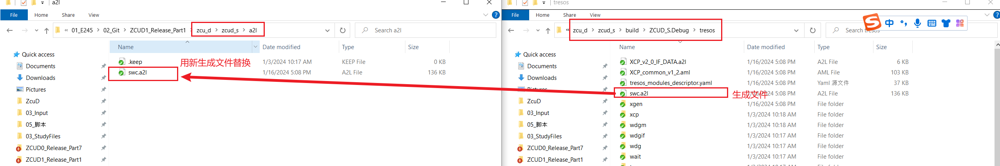 a2l
File Home Share View
« 01_E245 > 02_Git > ZCUD1_Release_Part1 > zcu_d > zcud_s > a2l
Search a2l
Name Date modified Type Size
.keep 1/3/2024 10:17 AM KEEP File 0 KB
swc.a2l 1/16/2024 5:08 PM A2L File 136 KB
用新生成文件替换
Quick access
Documents
Downloads
Pictures
ZcuD
03_Input
05_脚本
03_StudyFiles
ZCUD0_Release_Part7
ZCUD1_Release_Part1
tresos
File Home Share View
« zcu_d > zcud_s > build > ZCUD_S.Debug > tresos
Search tresos
中
Name Date modified Type Size
XCP_v2_0_IF_DATA.a2l 1/16/2024 5:08 PM A2L File 6 KB
XCP_common_v1_2.aml 1/16/2024 5:08 PM AML File 103 KB
tresos_modules_descriptor.yaml 1/16/2024 5:08 PM Yaml 源文件 37 KB
swc.a2l 1/16/2024 5:08 PM A2L File 136 KB
生成文件
xgen 1/16/2024 5:08 PM File folder
xcp 1/3/2024 10:18 AM File folder
wdgm 1/3/2024 10:18 AM File folder
wdgif 1/3/2024 10:17 AM File folder
wdg 1/3/2024 10:17 AM File folder
wait 1/3/2024 10:17 AM File folder
Quick access
Documents
Downloads
Pictures
ZcuD
03_Input
05_脚本
03_StudyFiles
ZCUD0_Release_Part7
ZCUD1_Release_Part1